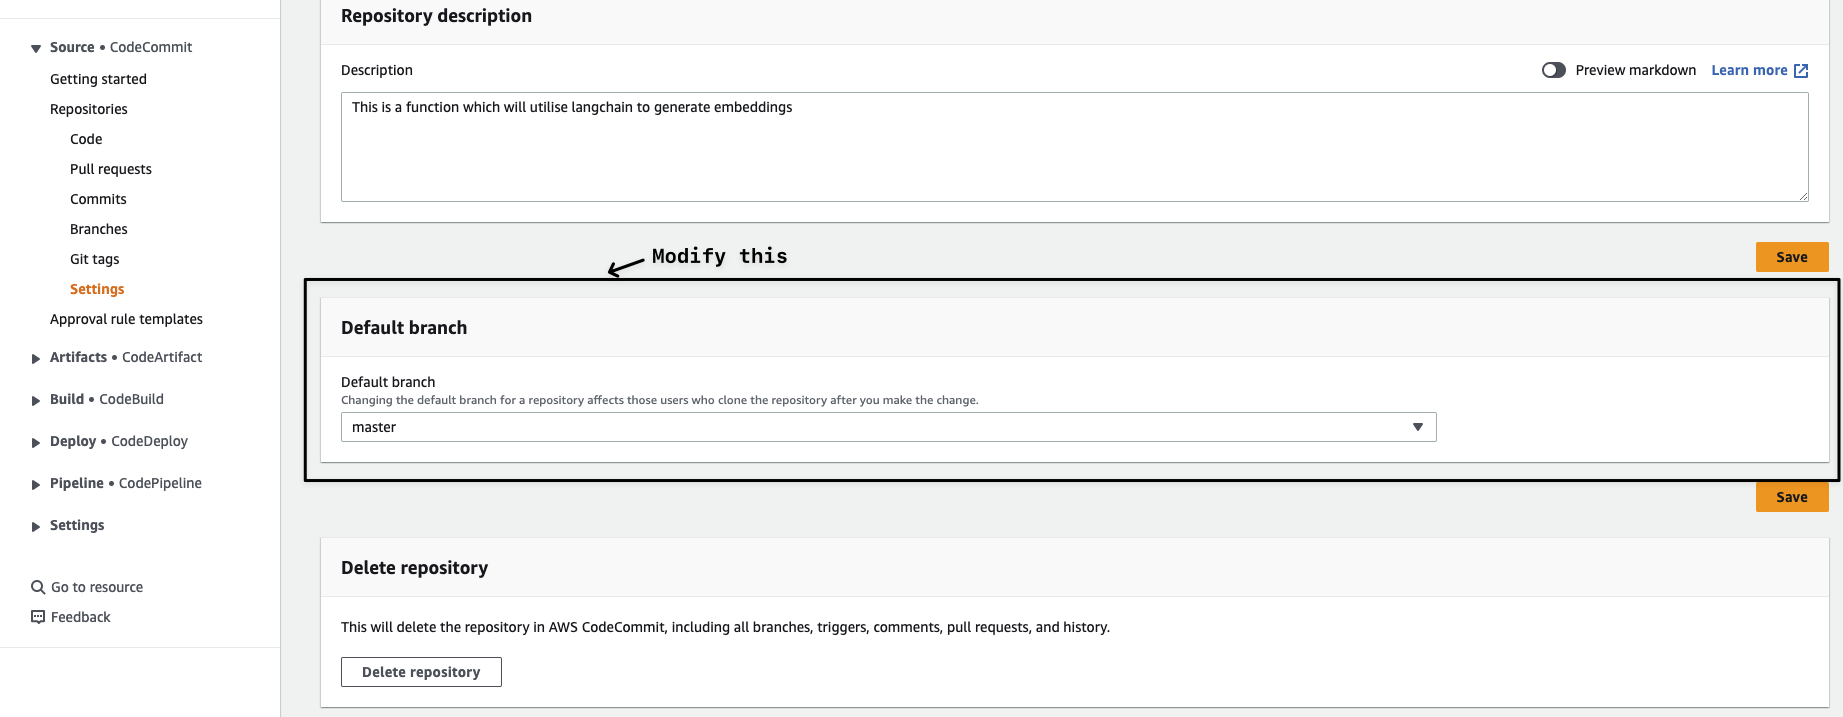 Source • CodeCommit
Getting started
Repositories
Code
Pull requests
Commits
Branches
Git tags
Settings
Approval rule templates
Artifacts • CodeArtifact
Build • CodeBuild
Deploy • CodeDeploy
Pipeline • CodePipeline
Settings
Go to resource
Feedback
Repository description
Description
Preview markdown
Learn more
This is a function which will utilise langchain to generate embeddings
Modify this
Save
Default branch
Default branch
Changing the default branch for a repository affects those users who clone the repository after you make the change.
master
Save
Delete repository
This will delete the repository in AWS CodeCommit, including all branches, triggers, comments, pull requests, and history.
Delete repository